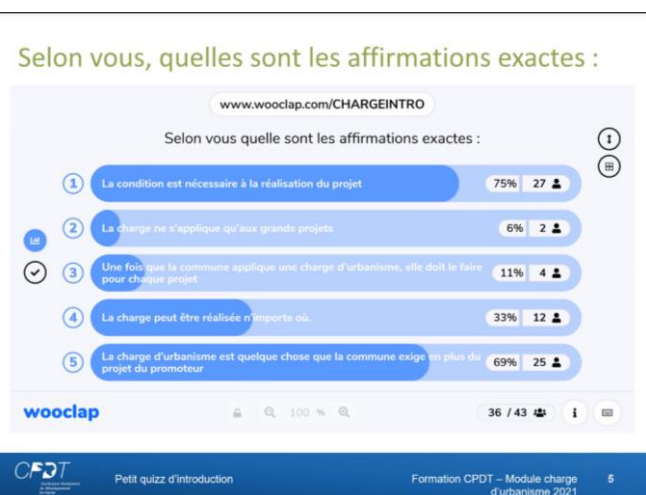 Selon vous, quelles sont les affirmations exactes :
www.wooclap.com/CHARGEINTRO
Selon vous quelle sont les affirmations exactes :
1 La condition est nécessaire à la réalisation du projet 75% 27
2 La charge ne s'applique qu'aux grands projets 6% 2
3 Une fois que la commune applique une charge d'urbanisme, elle doit le faire
pour chaque projet 11% 4
4 La charge peut être réalisée n'importe où. 33% 12
5 La charge d'urbanisme est quelque chose que la commune exige en plus du
projet du promoteur 69% 25
wooclap 100 % 36 / 43 i
CPDT Petit quizz d'introduction Formation CPDT – Module charge 5
d'urbanisme 2021